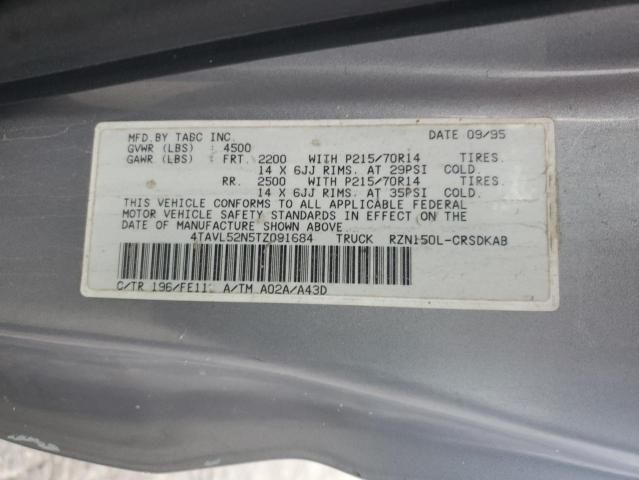 MFD.BY TABC INC. DATE 09/95
GVWR (LBS) : 4500
GAWR (LBS) : FRT. 2200 WITH P215/70R14 TIRES.
14 X 6JJ RIMS. AT 29PSI COLD.
RR. 2500 WITH P215/70R14 TIRES.
14 X 6JJ RIMS. AT 35PSI COLD.
THIS VEHICLE CONFORMS TO ALL APPLICABLE FEDERAL
MOTOR VEHICLE SAFETY STANDARDS IN EFFECT ON THE
DATE OF MANUFACTURE SHOWN ABOVE.
4TAVL52N5TZ091684 TRUCK RZN150L-CRSDKAB
C/TR 196/FE11 A/TM A02A/A43D